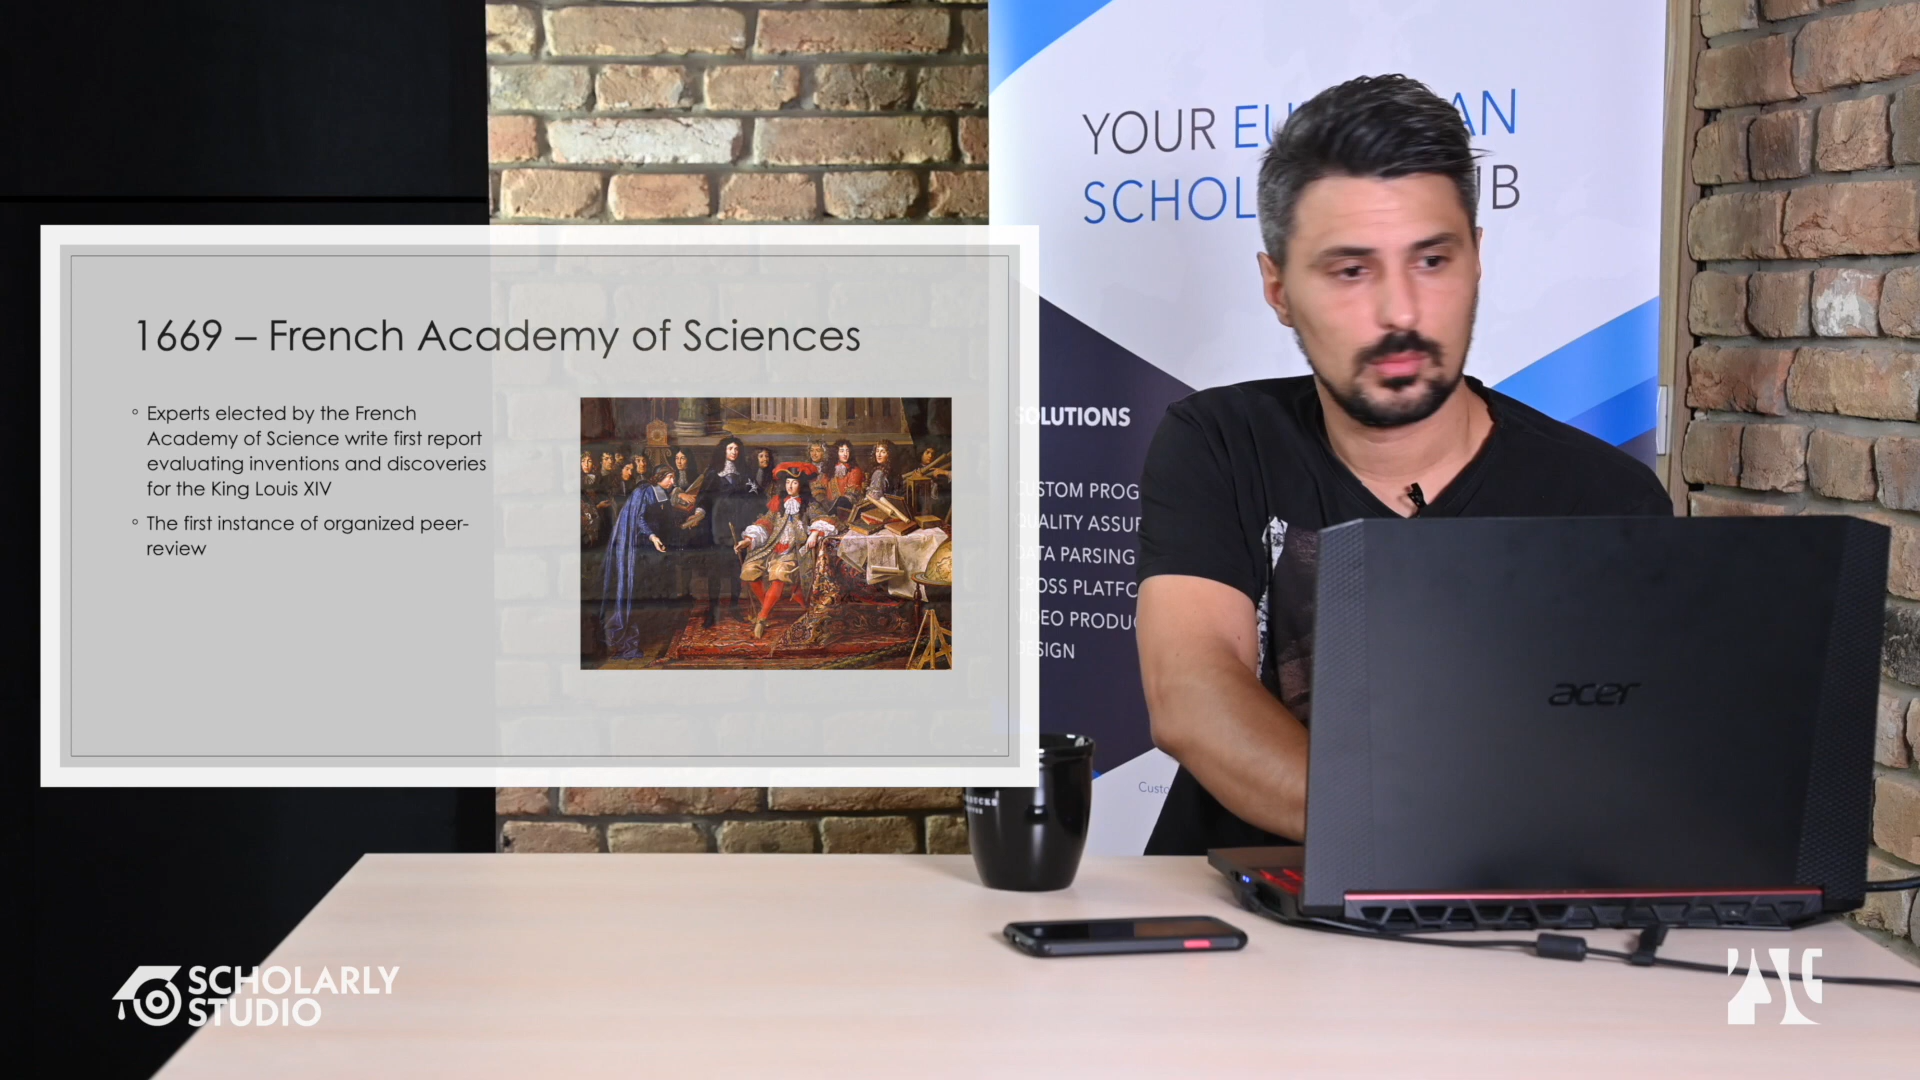 YOUR
SCHOL
1669 – French Academy of Sciences
◦ Experts elected by the French
Academy of Science write first report
evaluating inventions and discoveries
for the King Louis XIV
◦ The first instance of organized peer-
review
SOLUTIONS
CUSTOM PROG
QUALITY ASSUR
DATA PARSING
CROSS PLATFO
VIDEO PRODUC
DESIGN
Custo
acer
SCHOLARLY
STUDIO